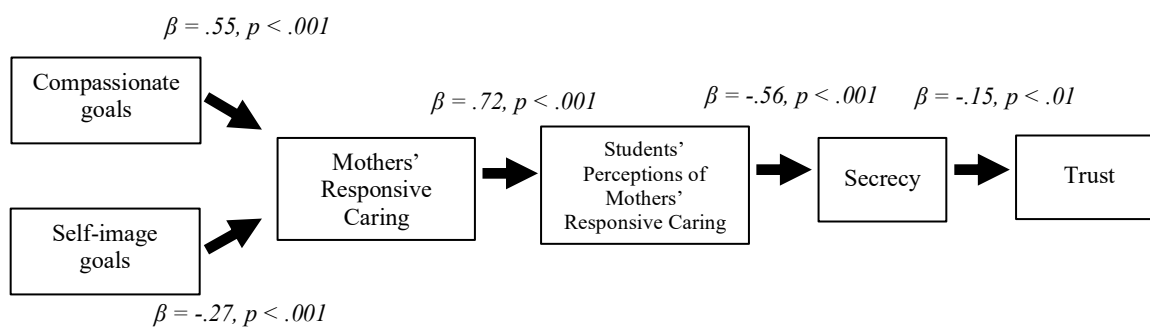 β = .55, p < .001
Compassionate
goals
Self-image
goals
β = -.27, p < .001
Mothers’
Responsive
Caring
β = .72, p < .001
Students’
Perceptions of
Mothers’
Responsive Caring
β = -.56, p < .001
Secrecy
β = -.15, p < .01
Trust